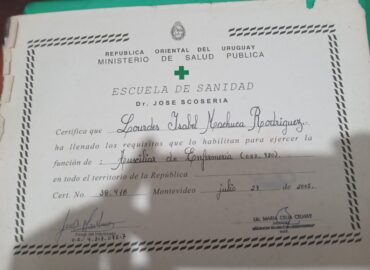 REPUBLICA ORIENTAL DEL URUGUAY
MINISTERIO DE SALUD PUBLICA
ESCUELA DE SANIDAD
Dr. JOSE SCOSERIA
Certifica que Lourdes Isabel Machuca Rodríguez
ha llenado los requisitos que lo habilitan para ejercer la
función de: Auxiliar de Enfermería
en todo el territorio de la República
Cert. No. Montevideo, julio